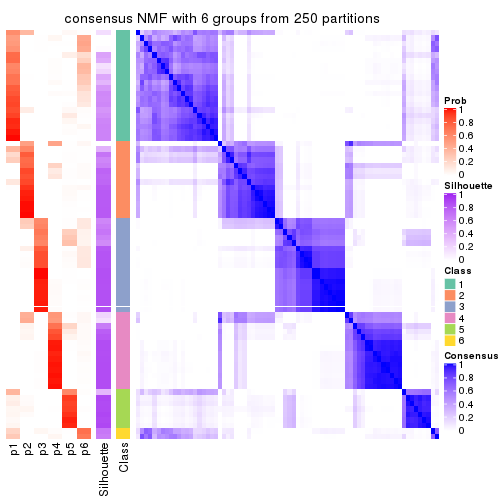 consensus NMF with 6 groups from 250 partitions
Prob
1
0.8
0.6
0.4
0.2
0
Silhouette
1
0.8
0.6
0.4
0.2
0
Class
1
2
3
4
5
6
Consensus
1
0.8
0.6
0.4
0.2
0
p1
p2
p3
p4
p5
p6
Silhouette
Class